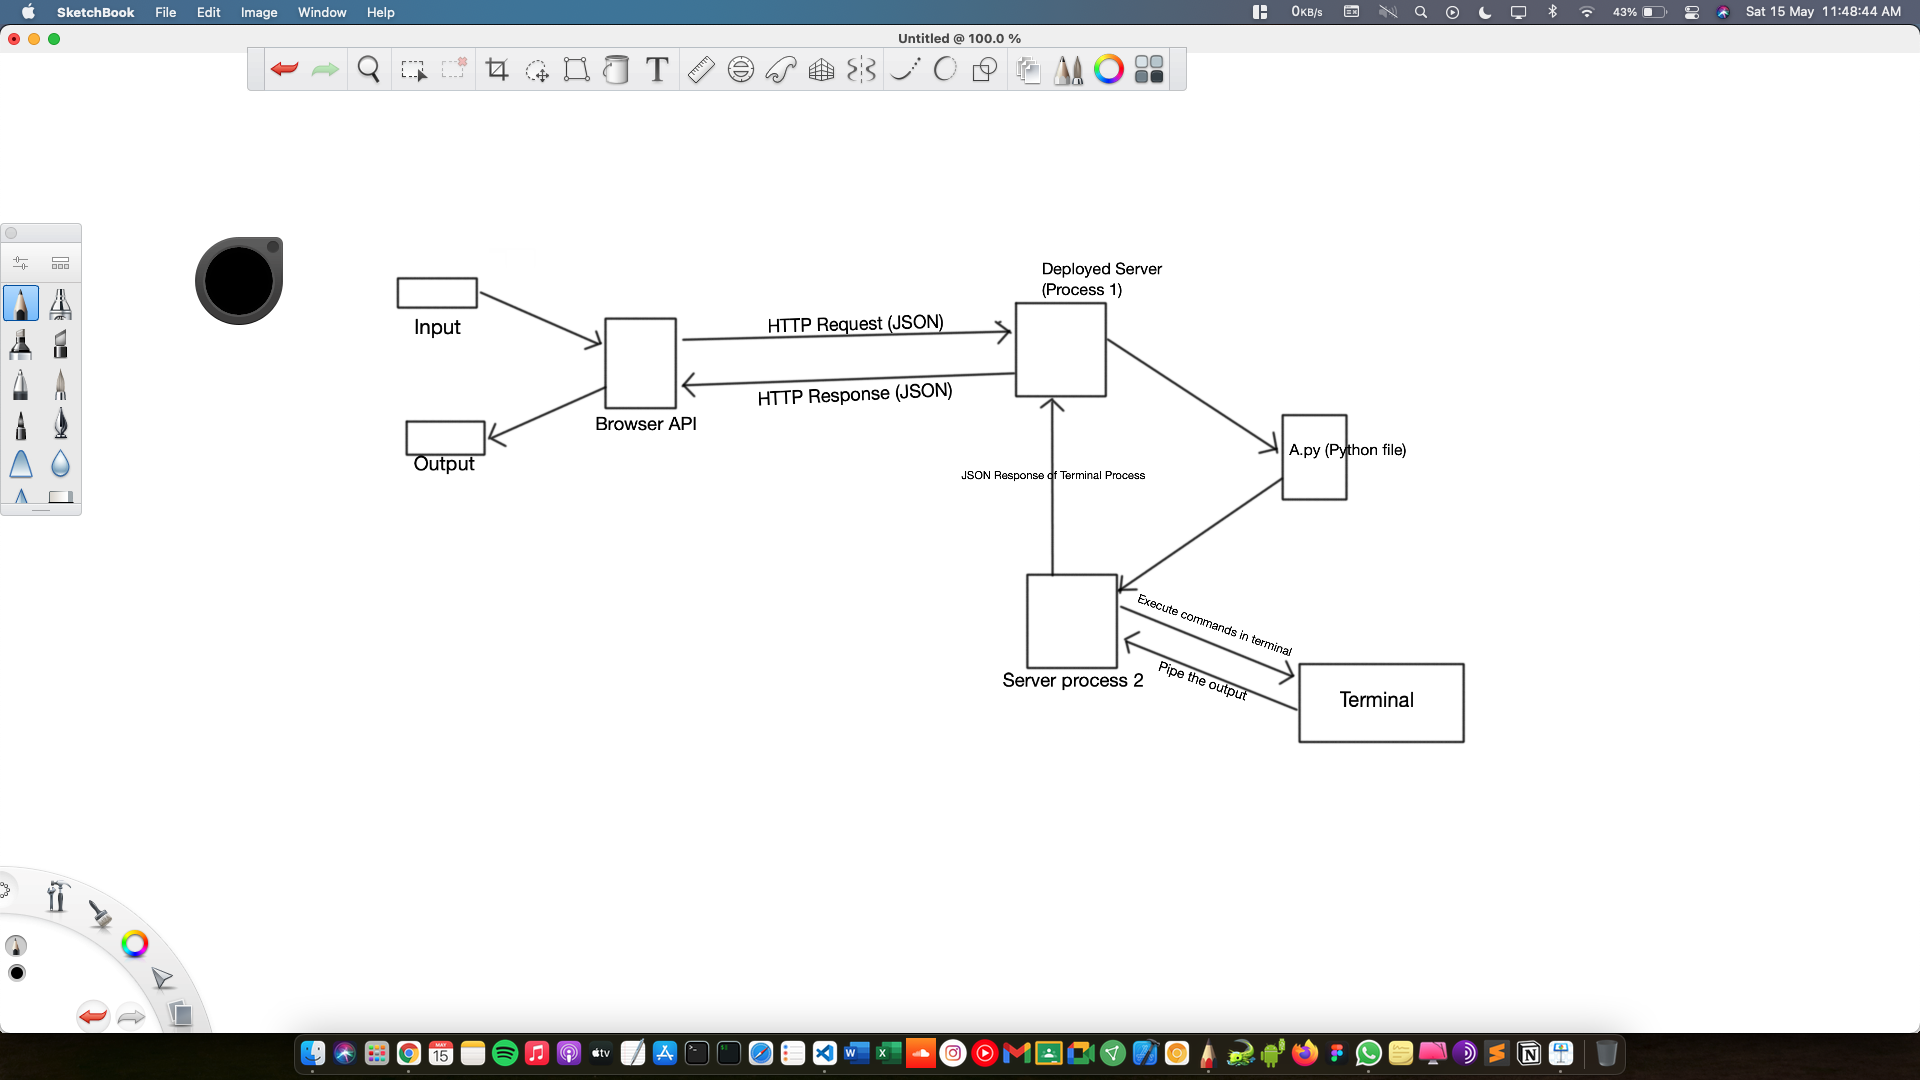 SketchBook File Edit Image Window Help
0KB/s 43% Sat 15 May 11:48:44 AM
Untitled @ 100.0 %
T
Deployed Server
(Process 1)
Input
HTTP Request (JSON)
HTTP Response (JSON)
Browser API
Output
A.py (Python file)
JSON Response of Terminal Process
Execute commands in terminal
Pipe the output
Server process 2
Terminal
MAY
15
tv